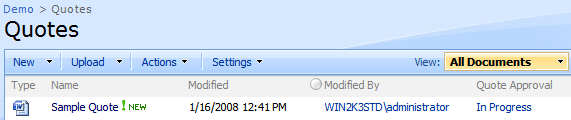 Demo > Quotes
Quotes
New Upload Actions Settings View: All Documents
Type Name Modified Modified By Quote Approval
Sample Quote ! NEW 1/16/2008 12:41 PM WIN2K3STD\administrator In Progress